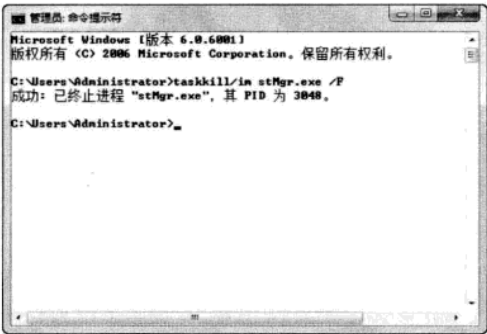 管理员: 命令提示符
Microsoft Windows [版本 6.0.6001]
版权所有 (C) 2006 Microsoft Corporation。保留所有权利。
C:\Users\Administrator>taskkill/im stMgr.exe /F
成功: 已终止进程 "stMgr.exe"，其 PID 为 3048。
C:\Users\Administrator>_